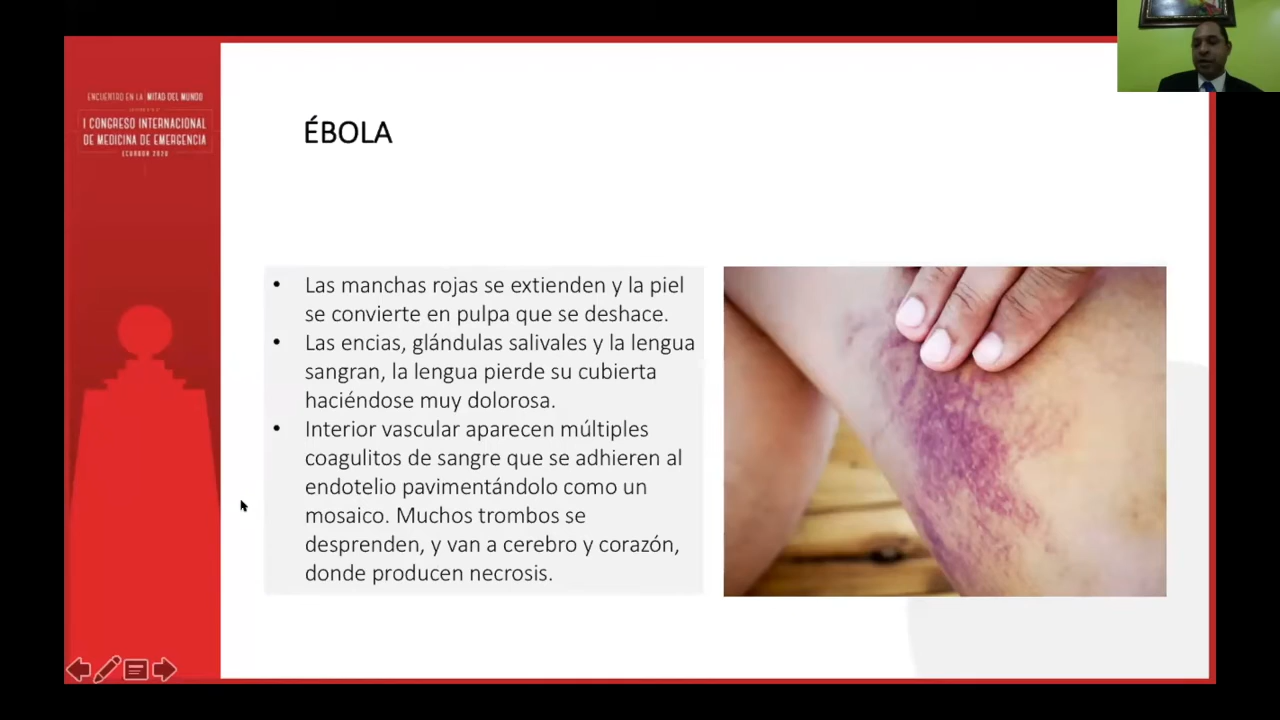 ENCUENTRO EN LA MITAD DEL MUNDO
I CONGRESO INTERNACIONAL
DE MEDICINA DE EMERGENCIA
ECUADOR 2020
ÉBOLA
• Las manchas rojas se extienden y la piel
se convierte en pulpa que se deshace.
• Las encias, glándulas salivales y la lengua
sangran, la lengua pierde su cubierta
haciéndose muy dolorosa.
• Interior vascular aparecen múltiples
coagulitos de sangre que se adhieren al
endotelio pavimentándolo como un
mosaico. Muchos trombos se
desprenden, y van a cerebro y corazón,
donde producen necrosis.